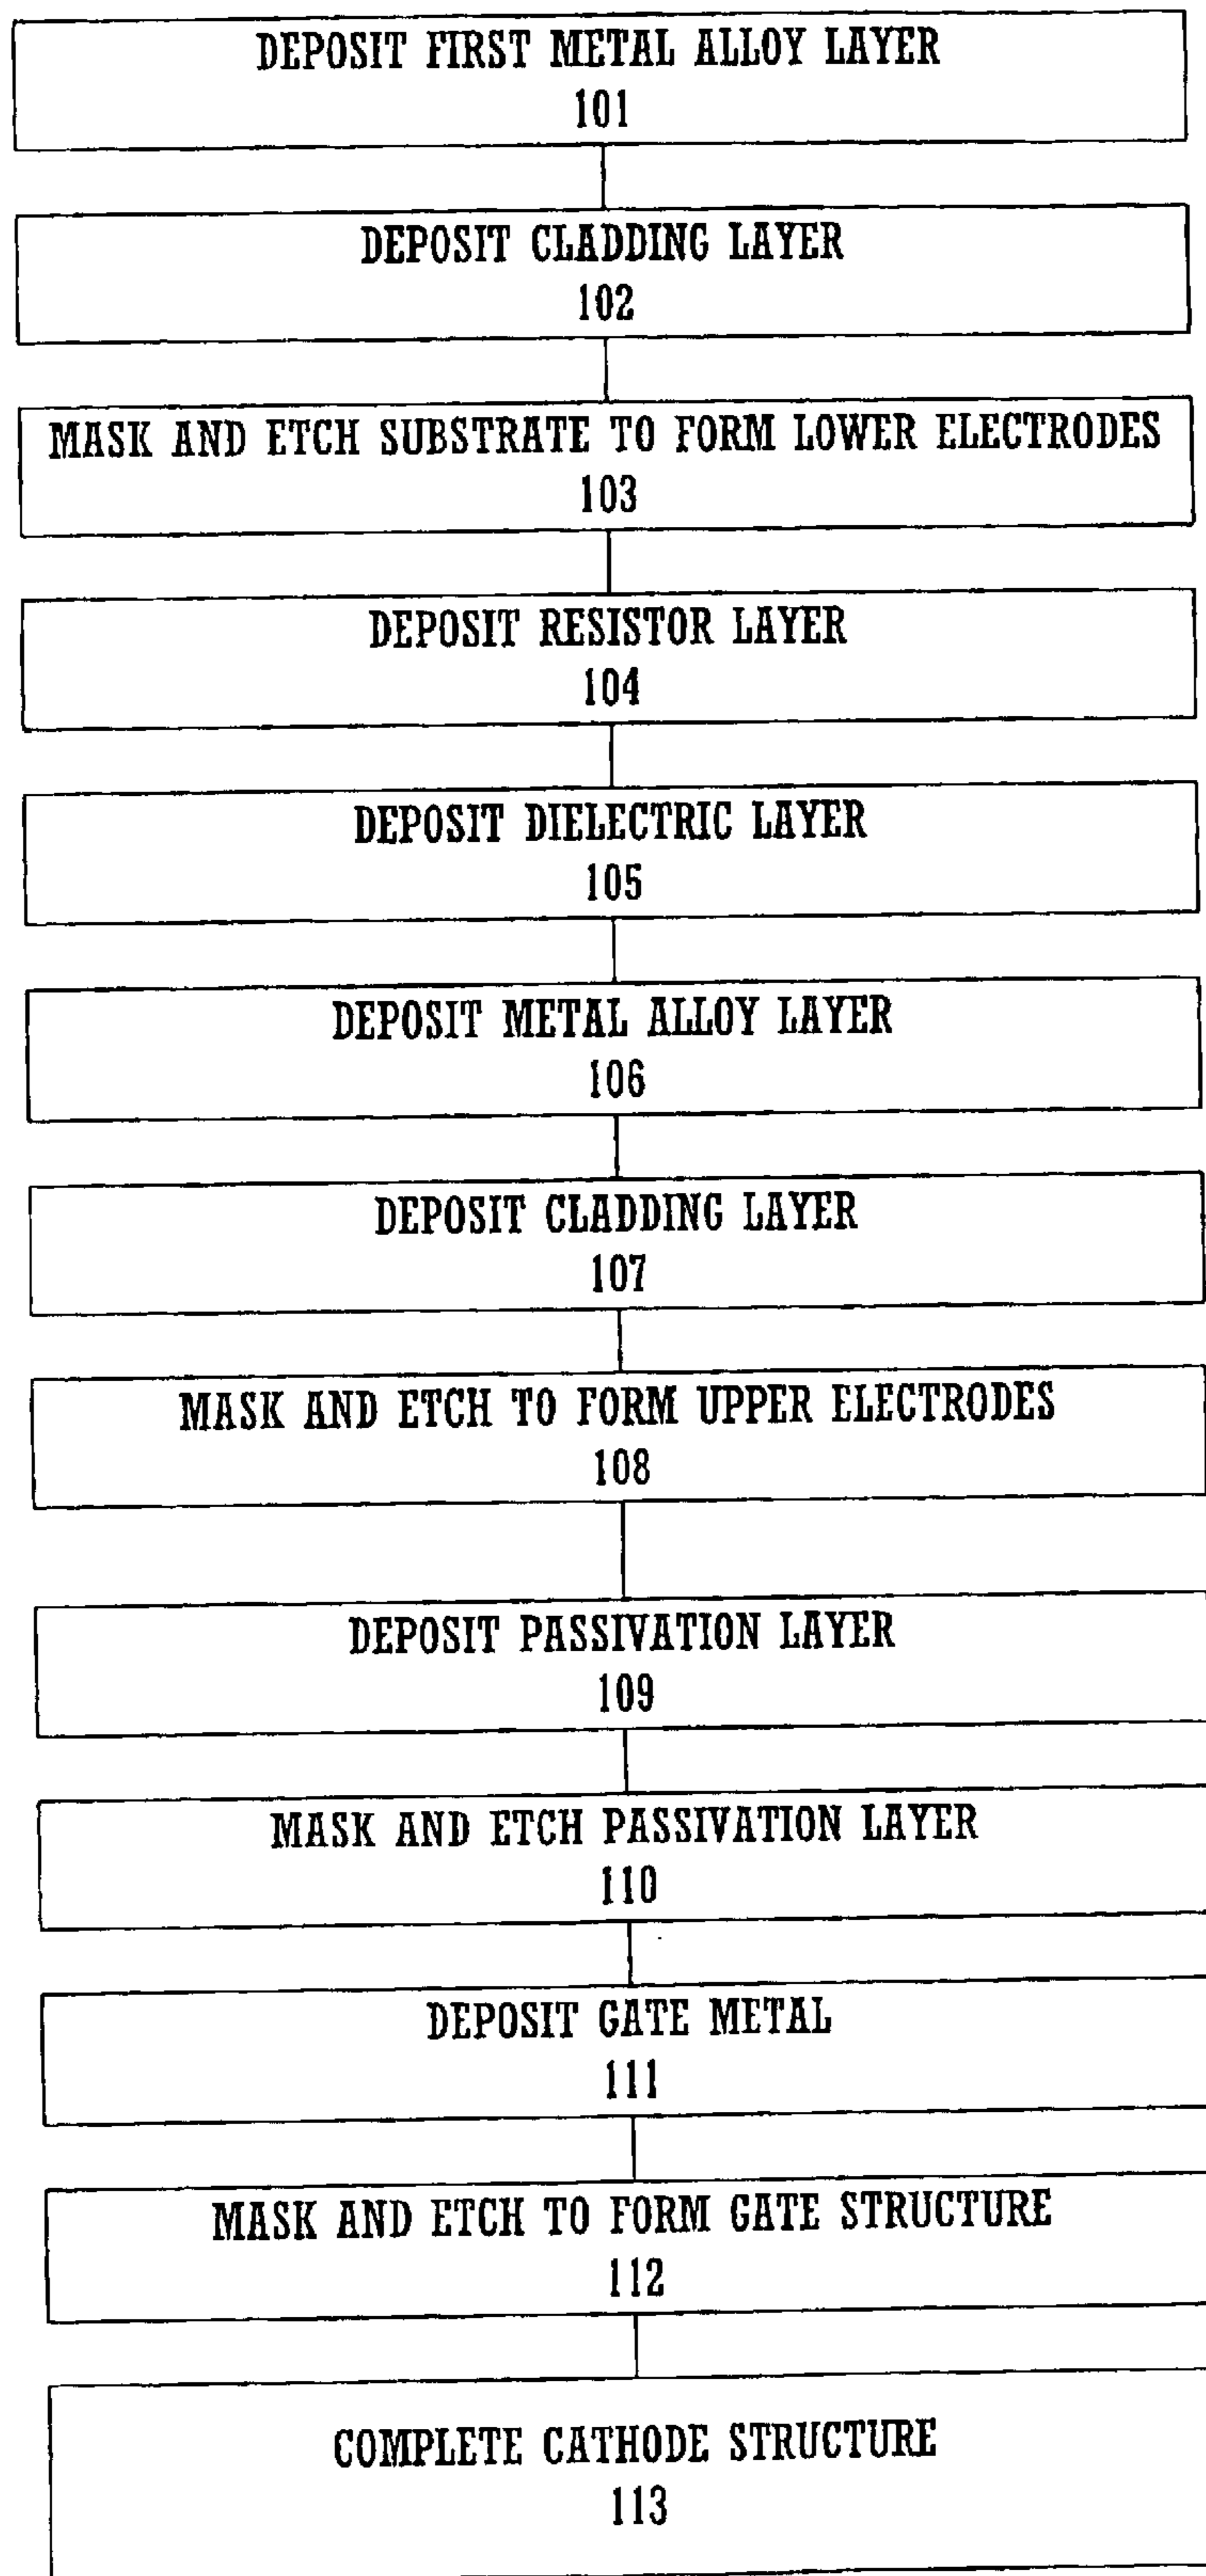 DEPOSIT FIRST METAL ALLOY LAYER
101
DEPOSIT CLADDING LAYER
102
MASK AND ETCH SUBSTRATE TO FORM LOWER ELECTRODES
103
DEPOSIT RESISTOR LAYER
104
DEPOSIT DIELECTRIC LAYER
105
DEPOSIT METAL ALLOY LAYER
106
DEPOSIT CLADDING LAYER
107
MASK AND ETCH TO FORM UPPER ELECTRODES
108
DEPOSIT PASSIVATION LAYER
109
MASK AND ETCH PASSIVATION LAYER
110
DEPOSIT GATE METAL
111
MASK AND ETCH TO FORM GATE STRUCTURE
112
COMPLETE CATHODE STRUCTURE
113